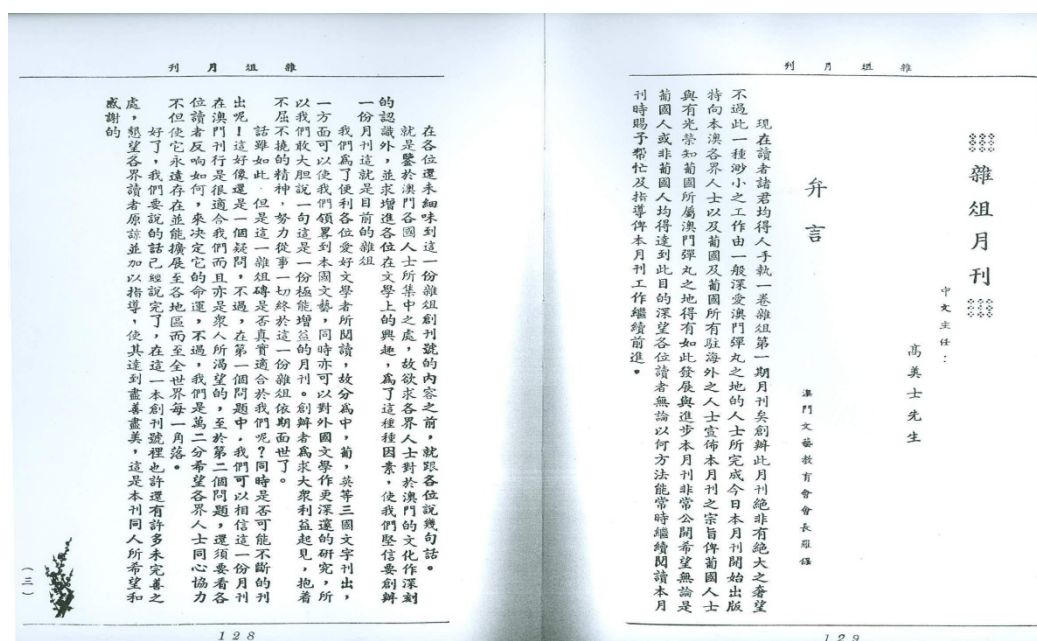 雜俎月刊
雜俎月刊
中文主任:
高美士先生
弁言
澳門文藝教育會會長羅保
現在讀者諸君均得人手執一卷雜俎第一期月刊矣創辦此月刊絕非有絕大之奢望
不過此一種渺小之工作由一般深愛澳門彈丸之地的人士所完成今日本月刊開始出版
特向本澳各界人士以及葡國及葡國所有駐海外之人士宣佈本月刊之宗旨俾葡國人士
與有光榮知葡國所屬澳門彈丸之地得有如此發展與進步本月刊非常公開希望無論是
葡國人或非葡國人均得達到此目的深望各位讀者無論以何方法能常時繼續閱讀本月
刊時賜予幫忙及指導俾本月刊工作繼續前進。
129
雜俎月刊
在各位還未細味到這一份雜俎創刊號的內容之前,就跟各位說幾句話。
就是鑒於澳門各國人士所集中之處,故欲求各界人士對於澳門的文化作深刻
的認識外,並求增進各位在文學上的興趣,爲了這種種因素,使我們堅信要創辦
一份月刊這就是目前的雜俎
我們爲了便利各位愛好文學者所閱讀,故分爲中,葡,英等三國文字刊出,
一方面可以使我們領畧到本國文藝,同時亦可以對外國文學作更深邃的研究,所
以我們敢大胆說一句這是一份極能增益的月刊。創辦者爲求大衆利益起見,抱着
不屈不撓的精神,努力從事一切終於這一份雜俎依期面世了。
話雖如此,但是這一雜俎磚是否真實適合於我們呢?同時是否可能不斷的刊
出呢!這好像還是一個疑問,不過,在第一個問題中,我們可以相信這一份月刊
在澳門刊行是很適合我們而且亦是衆人所渴望的,至於第二個問題,還須要看各
位讀者反响如何,來决定它的命運,不過,我們是萬二分希望各界人士同心協力
不但使它永遠存在並能擴展至各地區而至全世界每一角落。
好了,我們要說的話己經說完了,在這一本創刊號裡也許還有許多未完善之
處,懇望各界讀者原諒並加以指導,使其達到盡善盡美,這是本刊同人所希望和
感謝的
(三)
128